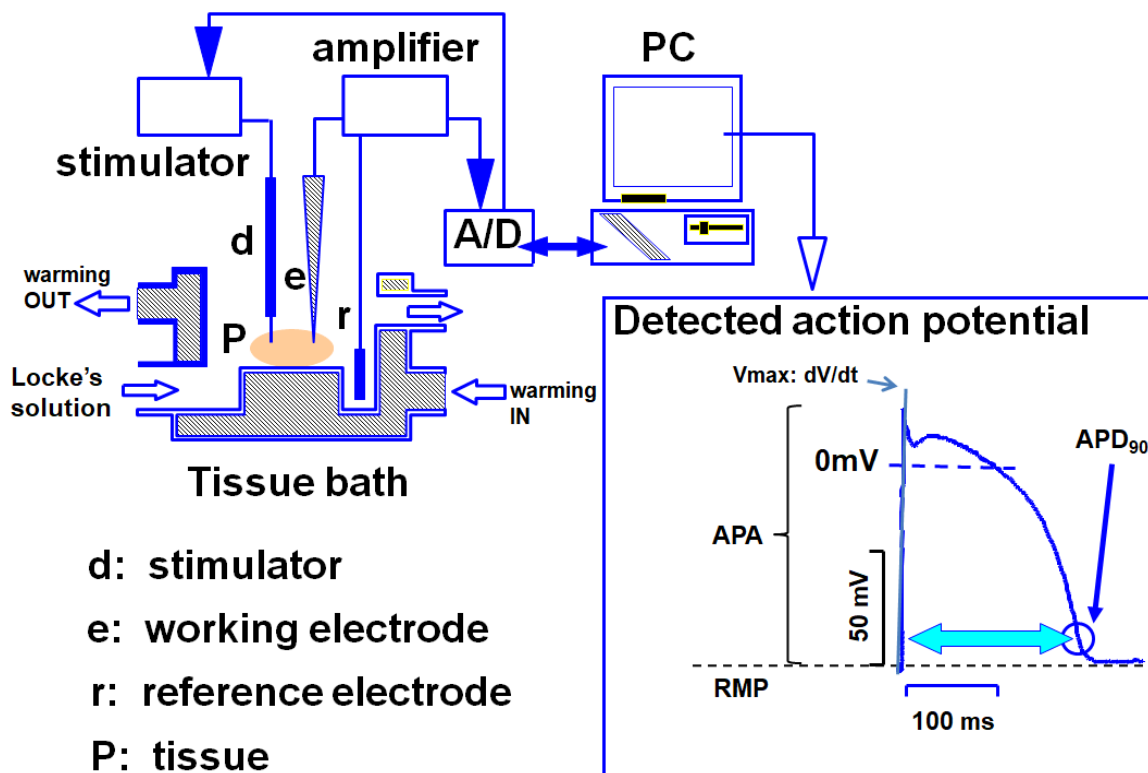 amplifier
PC
stimulator
d
e
r
P
A/D
warming
OUT
Locke's
solution
warming
IN
Tissue bath
d: stimulator
e: working electrode
r: reference electrode
P: tissue
Detected action potential
Vmax: dV/dt
APD₉₀
0mV
APA
50 mV
RMP
100 ms